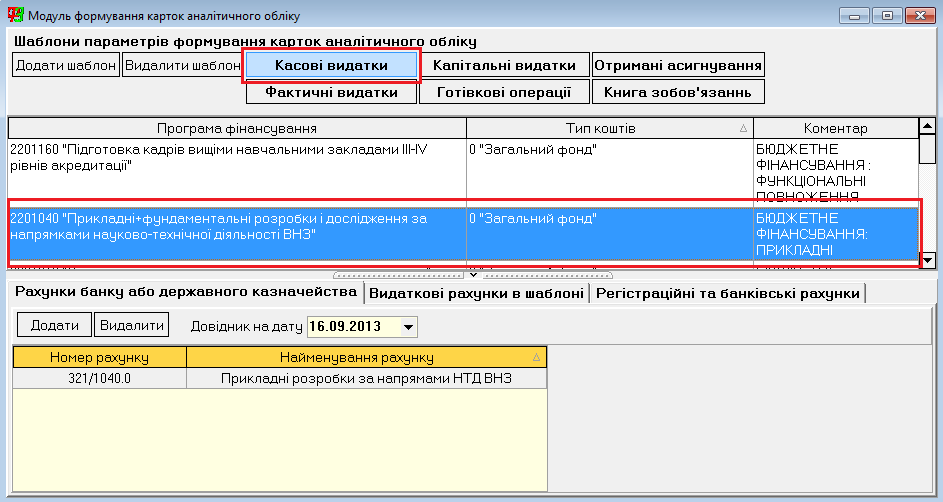 Модуль формування карток аналітичного обліку
Шаблони параметрів формування карток аналітичного обліку
Додати шаблон Видалити шаблон Касові видатки Капітальні видатки Отримані асигнування
Фактичні видатки Готівкові операції Книга зобов'язаннь
Програма фінансування Тип коштів Коментар
2201160 "Підготовка кадрів вищіми навчальними закладами III-IV рівнів акредитації" 0 "Загальний фонд" БЮДЖЕТНЕ
ФІНАНСУВАННЯ :
ФУНКЦІОНАЛЬНІ
ПОВНОЖЕННЯ
2201040 "Прикладні+фундаментальні розробки і дослідження за 0 "Загальний фонд" БЮДЖЕТНЕ
напрямками науково-технічної діяльності ВНЗ" ФІНАНСУВАННЯ:
ПРИКЛАДНІ
Рахунки банку або державного казначейства Видаткові рахунки в шаблоні Регістраційні та банківські рахунки
Додати Видалити Довідник на дату 16.09.2013
Номер рахунку Найменування рахунку
321/1040.0 Прикладні розробки за напрямами НТД ВНЗ